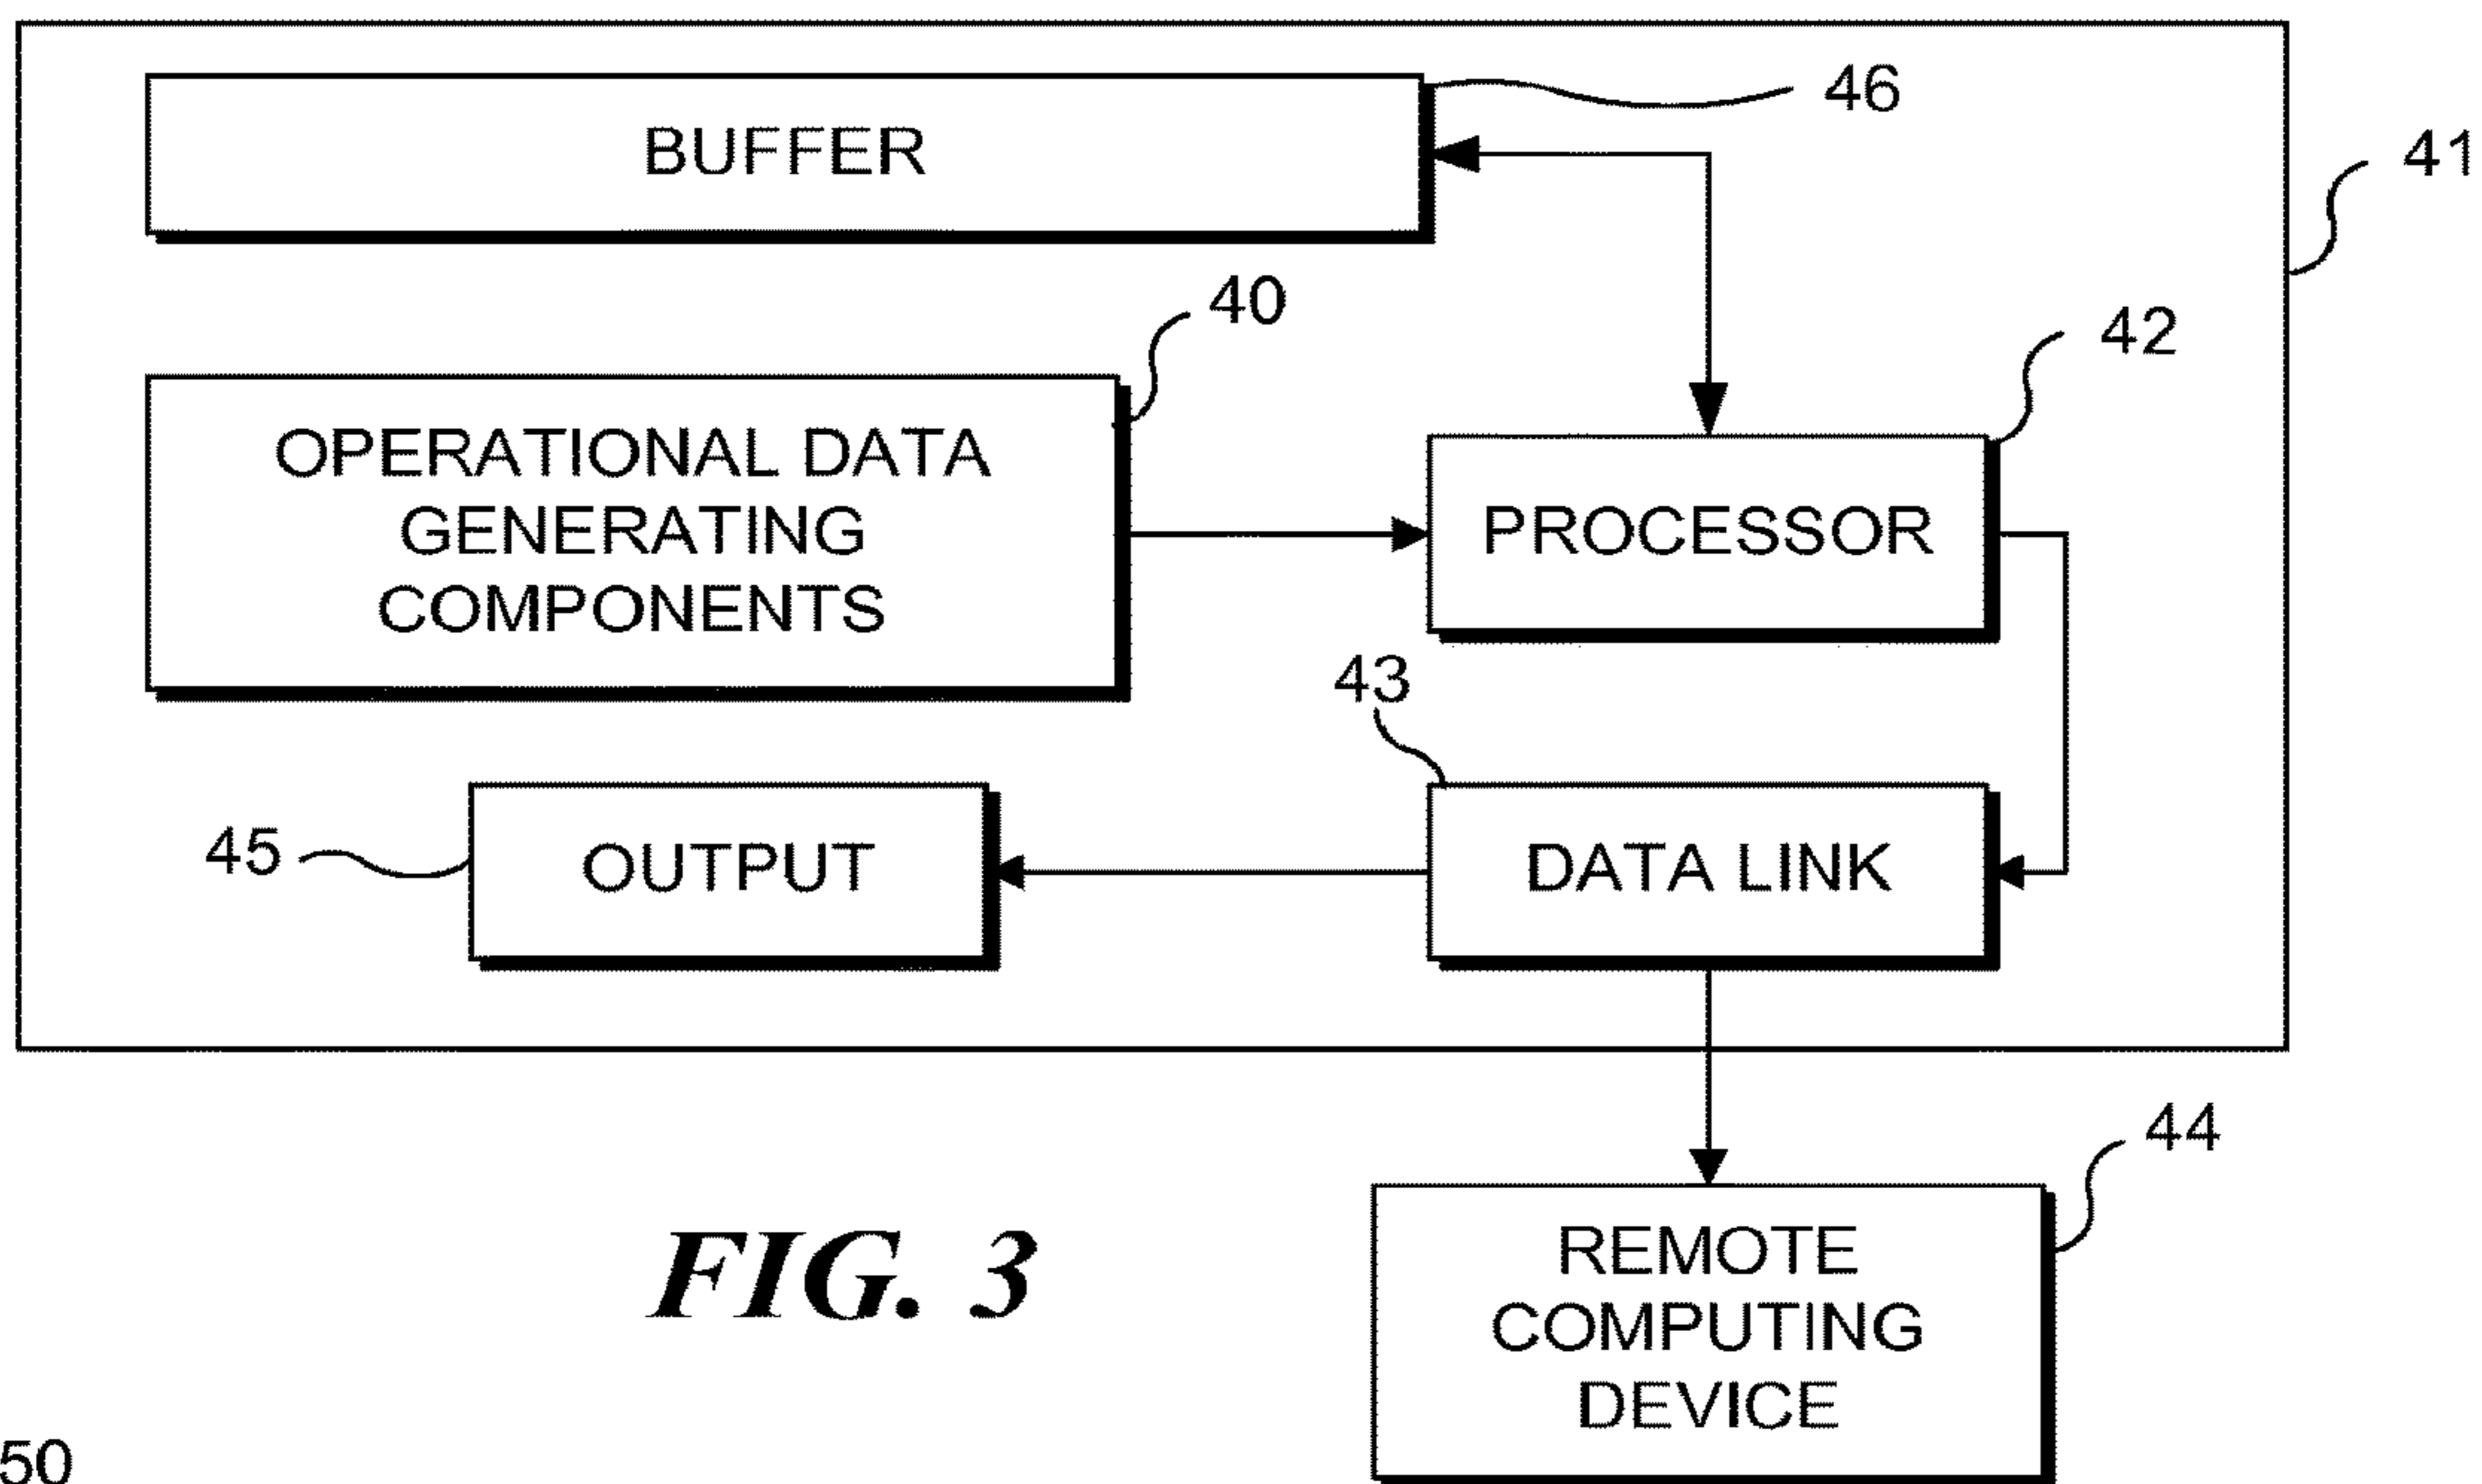 46
BUFFER
41
40
42
OPERATIONAL DATA
GENERATING
COMPONENTS
PROCESSOR
43
45
OUTPUT
DATA LINK
44
REMOTE
COMPUTING
DEVICE
FIG. 3
50